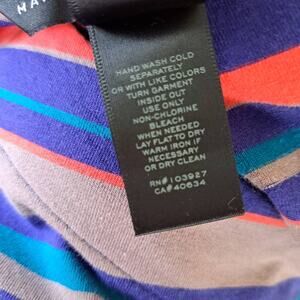 HAND WASH COLD
SEPARATELY
OR WITH LIKE COLORS
TURN GARMENT
INSIDE OUT
USE ONLY
NON-CHLORINE
BLEACH
WHEN NEEDED
LAY FLAT TO DRY
WARM IRON IF
NECESSARY
OR DRY CLEAN
RN#103927
CA#40634